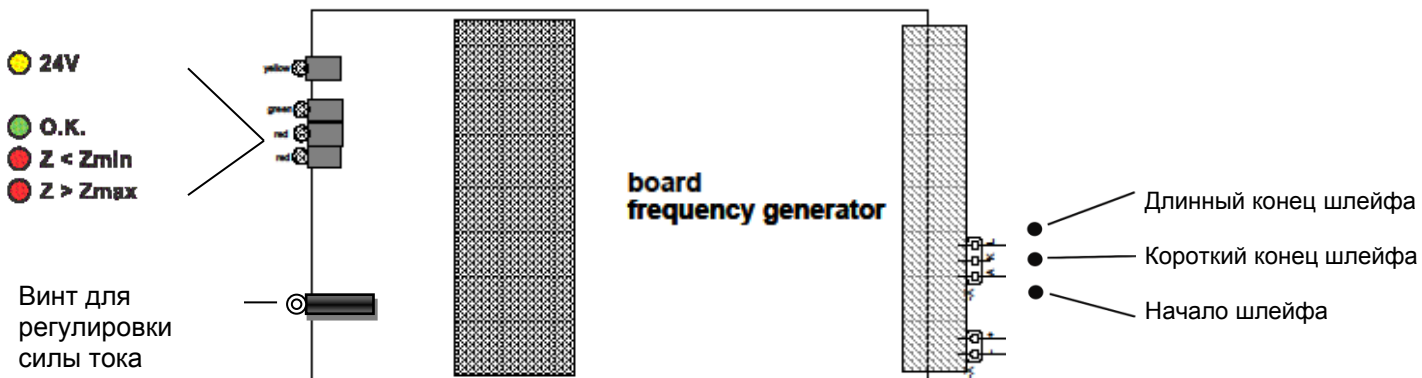 24V
O.K.
Z < Zmin
Z > Zmax
yellow
green
red
red
board
frequency generator
Винт для
регулировки
силы тока
Длинный конец шлейфа
Короткий конец шлейфа
Начало шлейфа